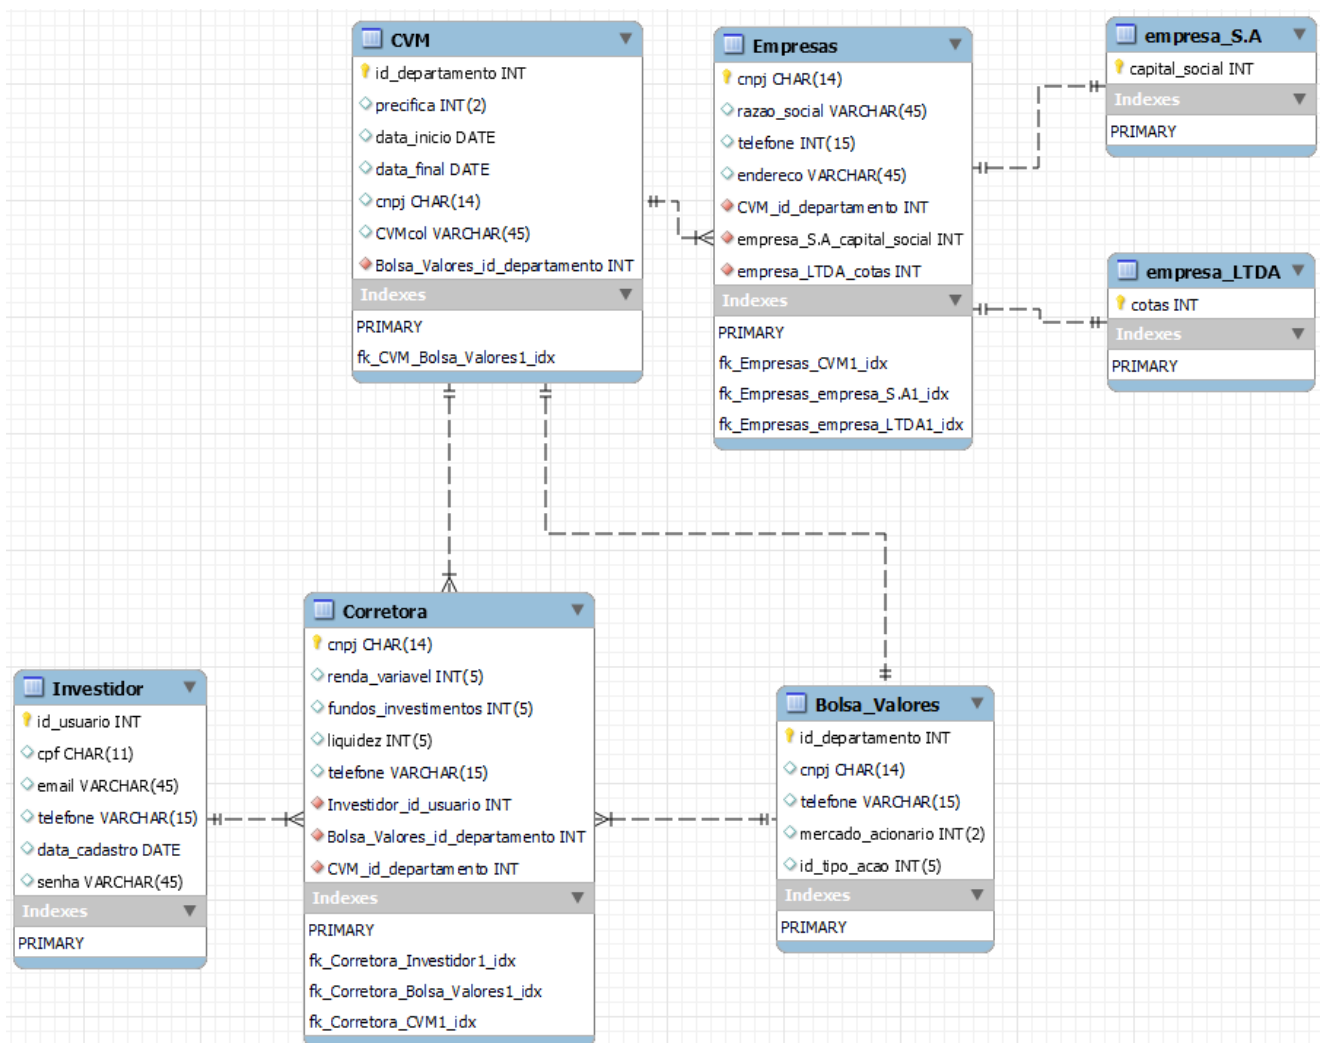 CVM
id_departamento INT
precifica INT(2)
data_inicio DATE
data_final DATE
cnpj CHAR(14)
CVMcol VARCHAR(45)
Bolsa_Valores_id_departamento INT
Indexes
PRIMARY
fk_CVM_Bolsa_Valores1_idx
Empresas
cnpj CHAR(14)
razao_social VARCHAR(45)
telefone INT(15)
endereco VARCHAR(45)
CVM_id_departamento INT
empresa_S.A_capital_social INT
empresa_LTDA_cotas INT
Indexes
PRIMARY
fk_Empresas_CVM1_idx
fk_Empresas_empresa_S.A1_idx
fk_Empresas_empresa_LTDA1_idx
empresa_S.A
capital_social INT
Indexes
PRIMARY
empresa_LTDA
cotas INT
Indexes
PRIMARY
Investidor
id_usuario INT
cpf CHAR(11)
email VARCHAR(45)
telefone VARCHAR(15)
data_cadastro DATE
senha VARCHAR(45)
Indexes
PRIMARY
Corretora
cnpj CHAR(14)
renda_variavel INT(5)
fundos_investimentos INT(5)
liquidez INT(5)
telefone VARCHAR(15)
Investidor_id_usuario INT
Bolsa_Valores_id_departamento INT
CVM_id_departamento INT
Indexes
PRIMARY
fk_Corretora_Investidor1_idx
fk_Corretora_Bolsa_Valores1_idx
fk_Corretora_CVM1_idx
Bolsa_Valores
id_departamento INT
cnpj CHAR(14)
telefone VARCHAR(15)
mercado_acionario INT(2)
id_tipo_acao INT(5)
Indexes
PRIMARY